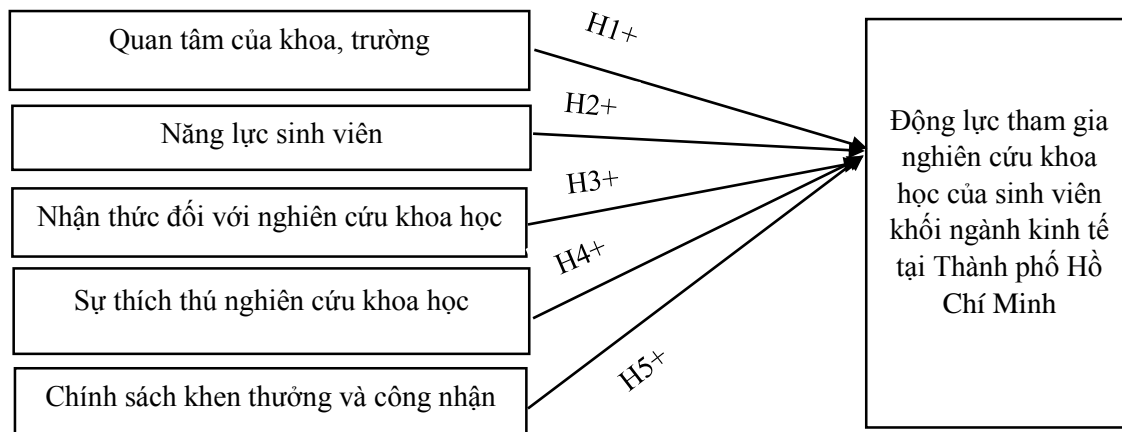 Quan tâm của khoa, trường
H1+
Năng lực sinh viên
H2+
Nhận thức đối với nghiên cứu khoa học
H3+
Sự thích thú nghiên cứu khoa học
H4+
Chính sách khen thưởng và công nhận
H5+
Động lực tham gia
nghiên cứu khoa
học của sinh viên
khối ngành kinh tế
tại Thành phố Hồ
Chí Minh